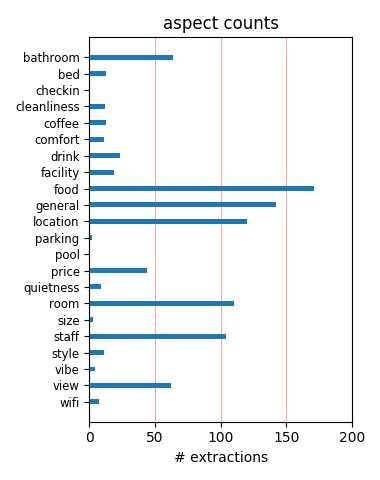 aspect counts
bathroom
bed
checkin
cleanliness
coffee
comfort
drink
facility
food
general
location
parking
pool
price
quietness
room
size
staff
style
vibe
view
wifi
0 50 100 150 200
# extractions